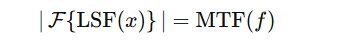 | ℱ{LSF(x)} | = MTF(f)